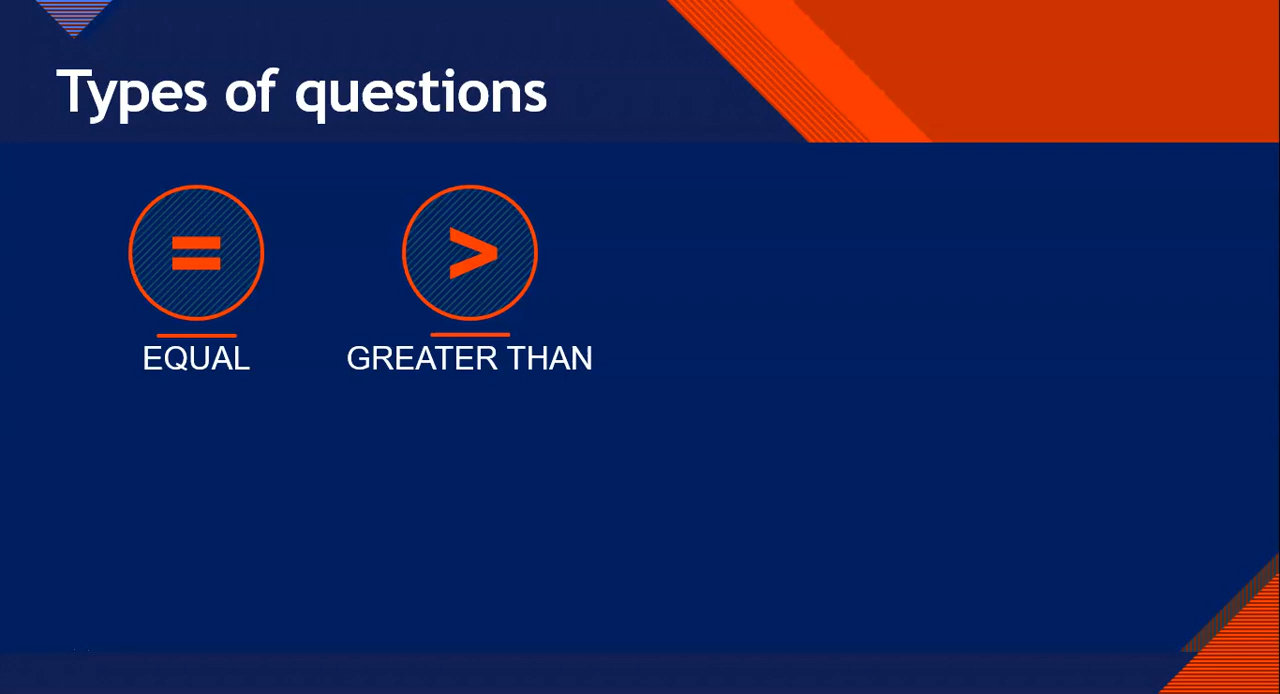 Types of questions
= >
EQUAL GREATER THAN